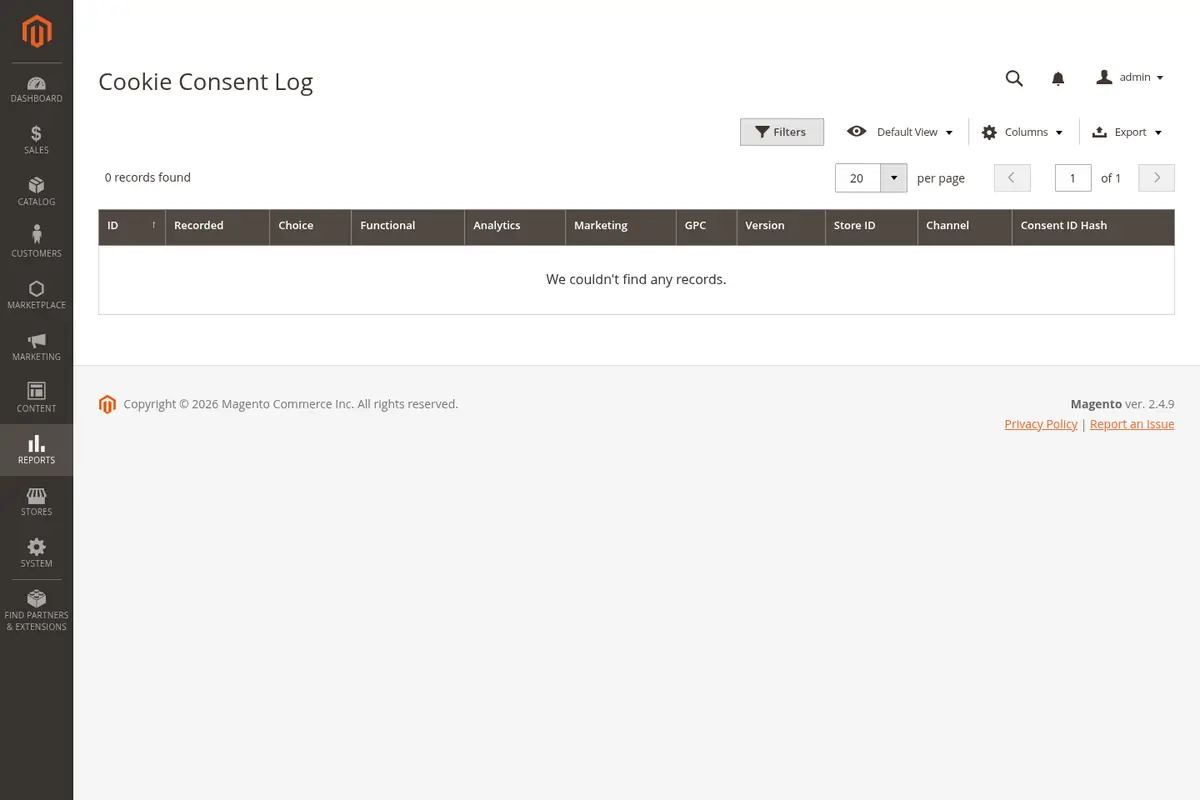 Cookie Consent Log
admin
Filters
Default View
Columns
Export
0 records found
20
per page
1
of 1
ID ↑ Recorded Choice Functional Analytics Marketing GPC Version Store ID Channel Consent ID Hash
We couldn't find any records.
DASHBOARD
SALES
CATALOG
CUSTOMERS
MARKETPLACE
MARKETING
CONTENT
REPORTS
STORES
SYSTEM
FIND PARTNERS
& EXTENSIONS
Copyright © 2026 Magento Commerce Inc. All rights reserved.
Magento ver. 2.4.9
Privacy Policy | Report an Issue